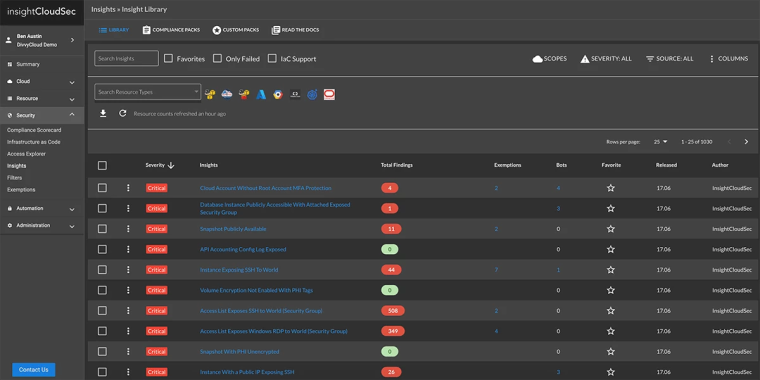 insightCloudSec
Insights > Insight Library
Ben Austin
DivvyCloud Demo
LIBRARY
COMPLIANCE PACKS
CUSTOM PACKS
READ THE DOCS
Summary
Cloud
Resource
Security
Compliance Scorecard
Infrastructure as Code
Access Explorer
Insights
Filters
Exemptions
Automation
Administration
Contact Us
Search Insights
Favorites
Only Failed
IaC Support
SCOPES
SEVERITY: ALL
SOURCE: ALL
COLUMNS
Search Resource Types
Resource counts refreshed an hour ago.
Rows per page: 25 1 - 25 of 1030
Severity Insights Total Findings Exemptions Bots Favorite Released Author
Critical Cloud Account Without Root Account MFA Protection 4 2 4 17.06 InsightCloudSec
Critical Database Instance Publicly Accessible With Attached Exposed Security Group 1 3 17.06 InsightCloudSec
Critical Snapshot Publicly Available 11 3 0 17.06 InsightCloudSec
Critical API Accounting Config Log Exposed 0 0 17.06 InsightCloudSec
Critical Instance Exposing SSH To World 44 7 1 17.06 InsightCloudSec
Critical Volume Encryption Not Enabled With PHI Tags 0 0 17.06 InsightCloudSec
Critical Access List Exposes SSH to World (Security Group) 508 2 0 17.06 InsightCloudSec
Critical Access List Exposes Windows RDP to World (Security Group) 349 4 0 17.06 InsightCloudSec
Critical Snapshot With PHI Unencrypted 0 0 17.06 InsightCloudSec
Critical Instance With a Public IP Exposing SSH 26 3 17.06 InsightCloudSec